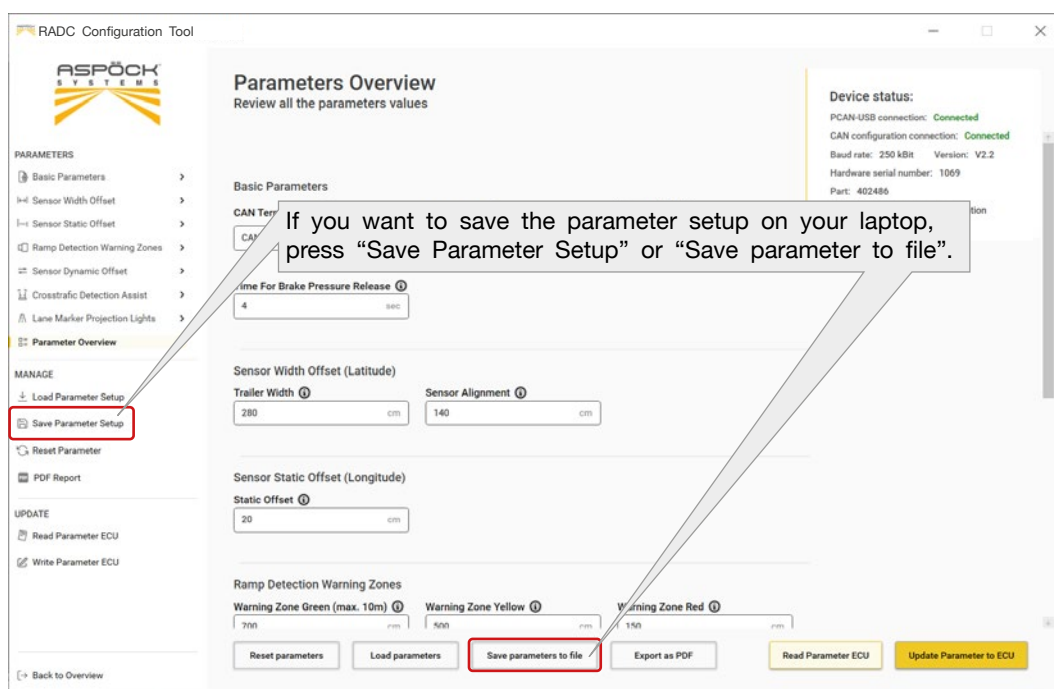 RADC Configuration Tool
ASPÖCK
SYSTEMS
PARAMETERS
Basic Parameters
Sensor Width Offset
Sensor Static Offset
Ramp Detection Warning Zones
Sensor Dynamic Offset
Crosstrafic Detection Assist
Lane Marker Projection Lights
Parameter Overview
MANAGE
Load Parameter Setup
Save Parameter Setup
Reset Parameter
PDF Report
UPDATE
Read Parameter ECU
Write Parameter ECU
Back to Overview
Parameters Overview
Review all the parameters values
Device status:
PCAN-USB connection: Connected
CAN configuration connection: Connected
Baud rate: 250 kBit Version: V2.2
Hardware serial number: 1069
Part: 402486
Basic Parameters
If you want to save the parameter setup on your laptop,
press “Save Parameter Setup” or “Save parameter to file”.
Time For Brake Pressure Release
4 sec
Sensor Width Offset (Latitude)
Trailer Width Sensor Alignment
280 cm 140 cm
Sensor Static Offset (Longitude)
Static Offset
20 cm
Ramp Detection Warning Zones
Warning Zone Green (max. 10m) Warning Zone Yellow Warning Zone Red
700 cm 500 cm 150 cm
Reset parameters Load parameters Save parameters to file Export as PDF Read Parameter ECU Update Parameter to ECU